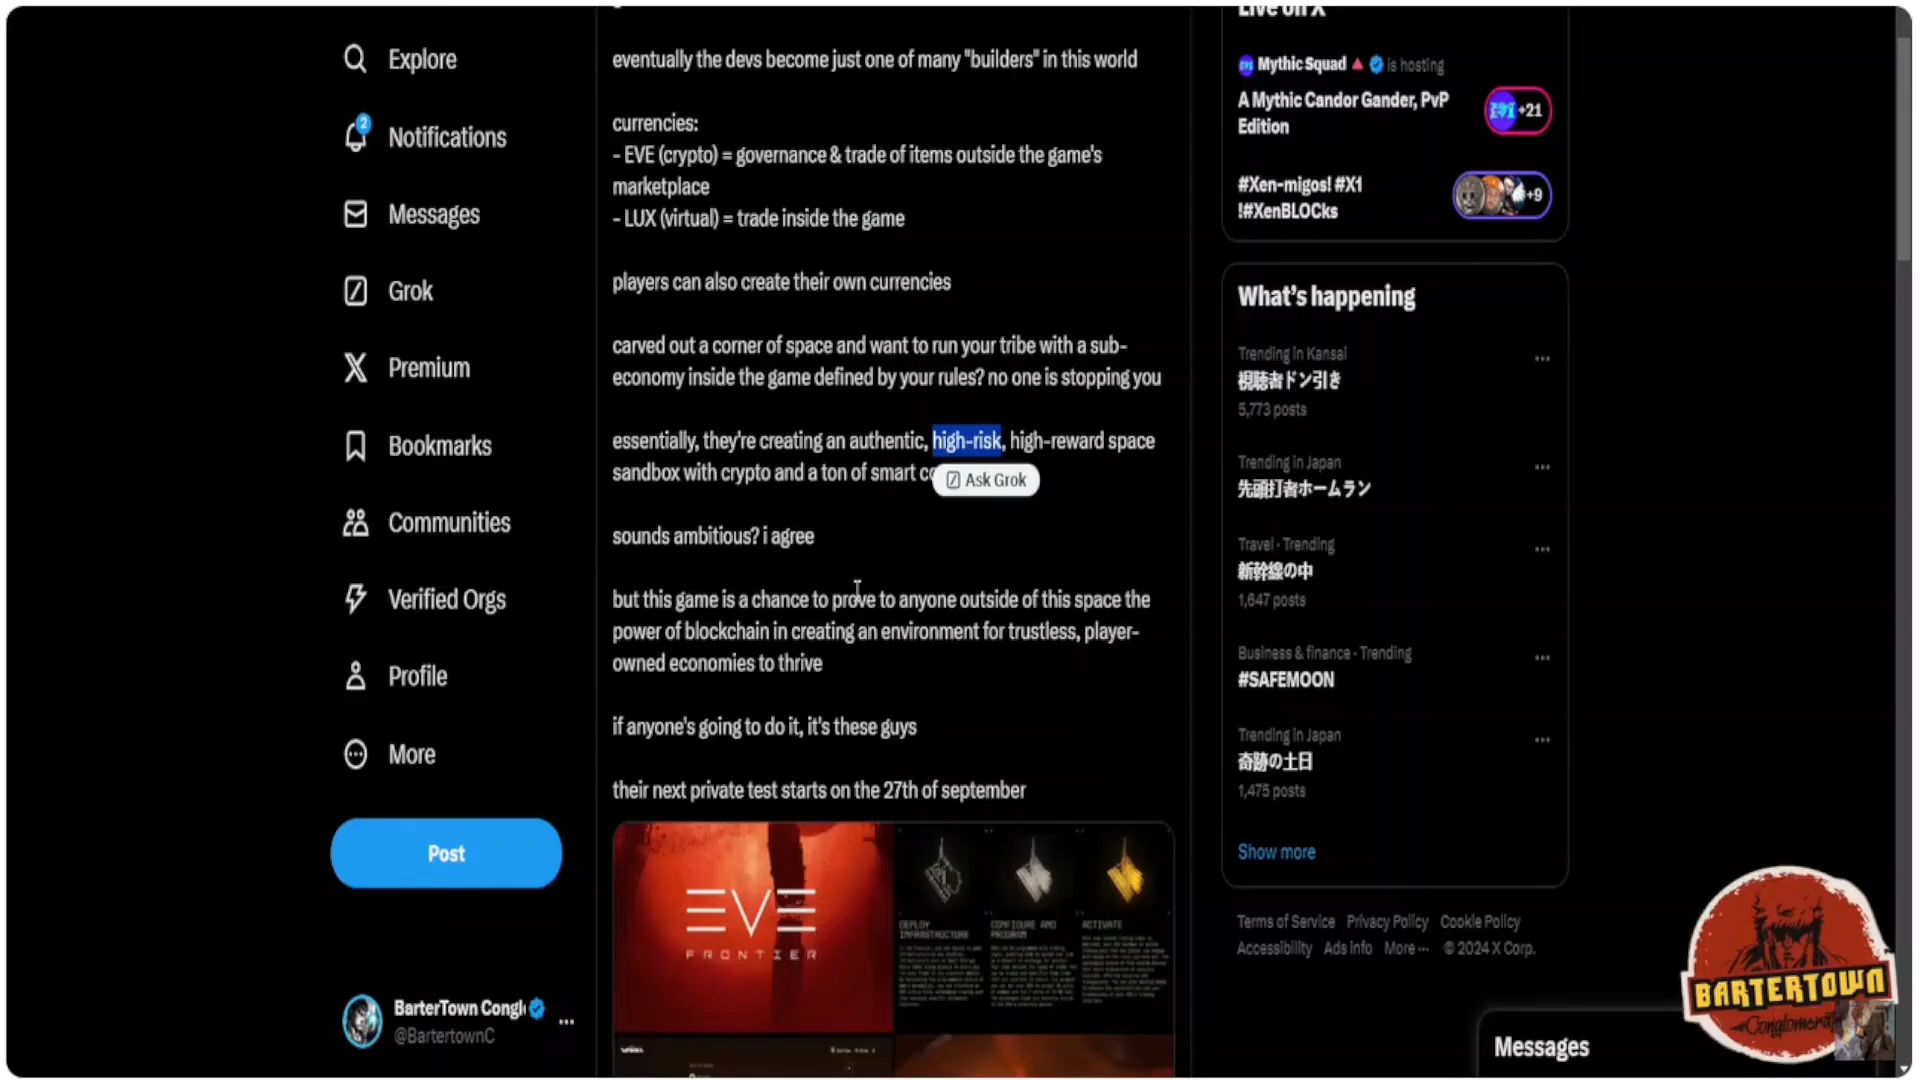 Explore
2
Notifications
Messages
Grok
Premium
Bookmarks
Communities
Verified Orgs
Profile
More
Post
BarterTown Congl
@BartertownC
eventually the devs become just one of many "builders" in this world
currencies:
- EVE (crypto) = governance & trade of items outside the game's
marketplace
- LUX (virtual) = trade inside the game
players can also create their own currencies
carved out a corner of space and want to run your tribe with a sub-
economy inside the game defined by your rules? no one is stopping you
essentially, they're creating an authentic, high-risk, high-reward space
sandbox with crypto and a ton of smart
Ask Grok
sounds ambitious? i agree
but this game is a chance to prove to anyone outside of this space the
power of blockchain in creating an environment for trustless, player-
owned economies to thrive
if anyone's going to do it, it's these guys
their next private test starts on the 27th of september
EVE
FRONTIER
DEPLOY
INFRASTRUCTURE
CONFIGURE AND
PROGRAM
ACTIVATE
Live on X
Mythic Squad is hosting
A Mythic Candor Gander, PvP
Edition
+21
#Xen-migos! #X1
!#XenBLOCks
+9
What's happening
Trending in Kansai
視聴者ドン引き
5,773 posts
Trending in Japan
先頭打者ホームラン
Travel · Trending
新幹線の中
1,647 posts
Business & finance · Trending
#SAFEMOON
Trending in Japan
奇跡の土日
1,475 posts
Show more
Terms of Service Privacy Policy Cookie Policy
Accessibility Ads info More ··· © 2024 X Corp.
Messages
BARTERTOWN
Conglomerate